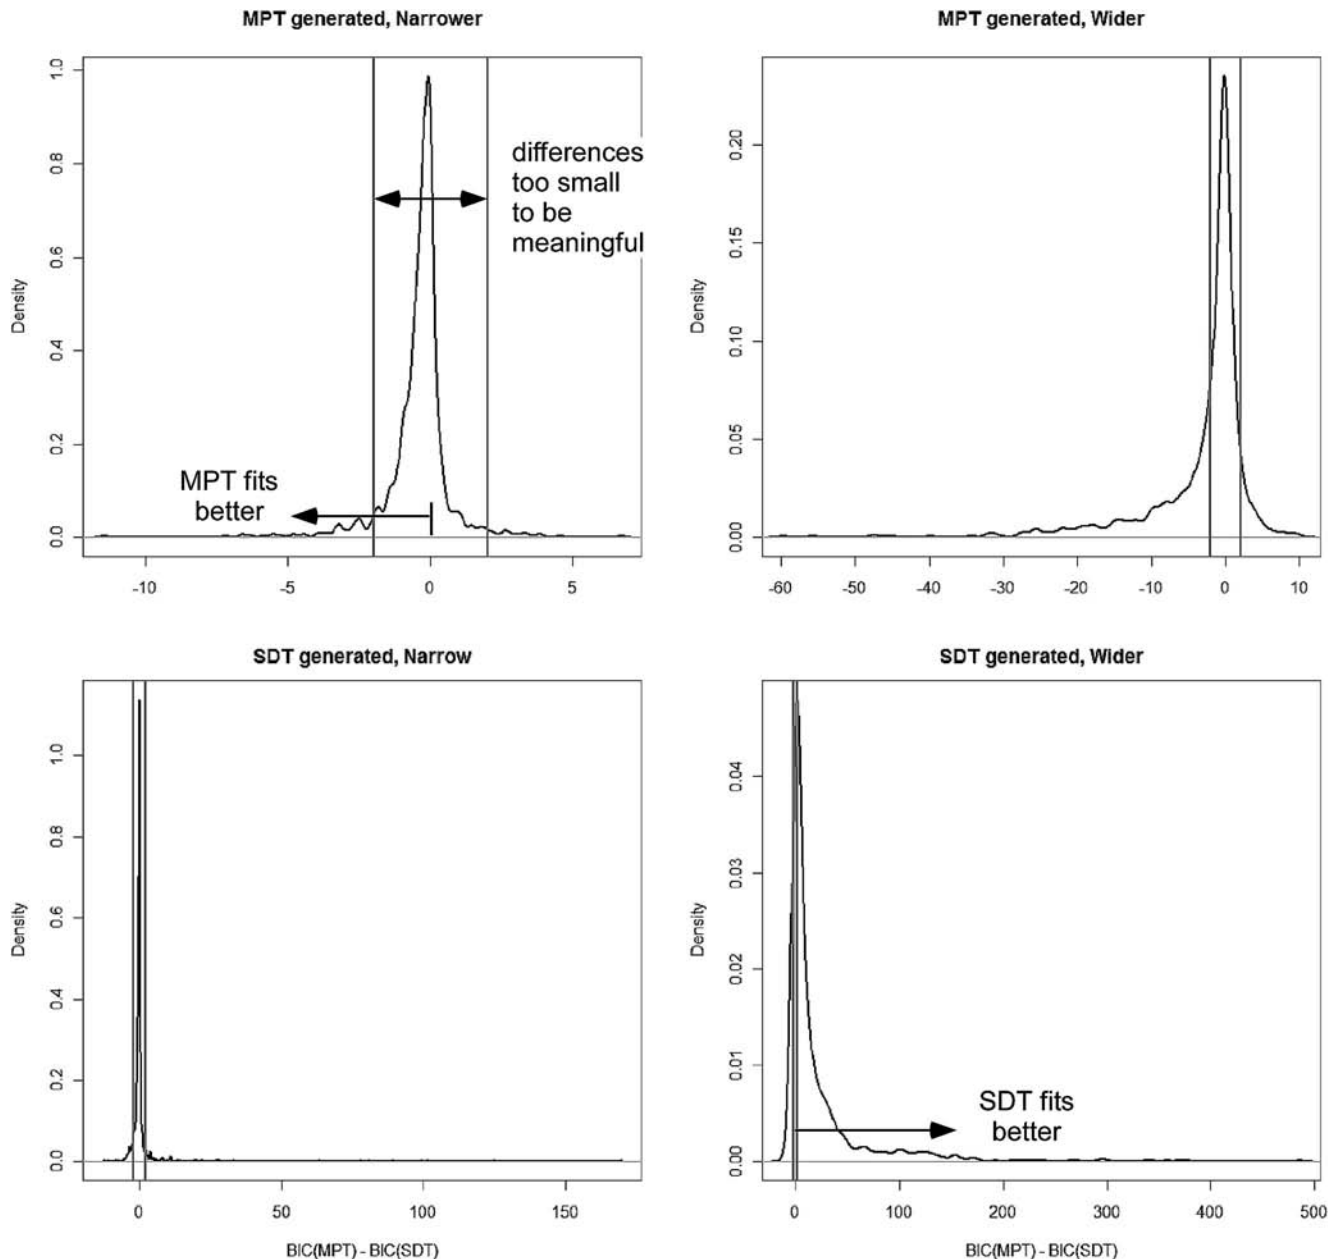 MPT generated, Narrower
Density
0.0
0.2
0.4
0.6
0.8
1.0
differences
too small
to be
meaningful
MPT fits
better
-10
-5
0
5
MPT generated, Wider
Density
0.00
0.05
0.10
0.15
0.20
-60
-50
-40
-30
-20
-10
0
10
SDT generated, Narrow
Density
0.0
0.2
0.4
0.6
0.8
1.0
0
50
100
150
BIC(MPT) - BIC(SDT)
SDT generated, Wider
Density
0.00
0.01
0.02
0.03
0.04
SDT fits
better
0
100
200
300
400
500
BIC(MPT) - BIC(SDT)